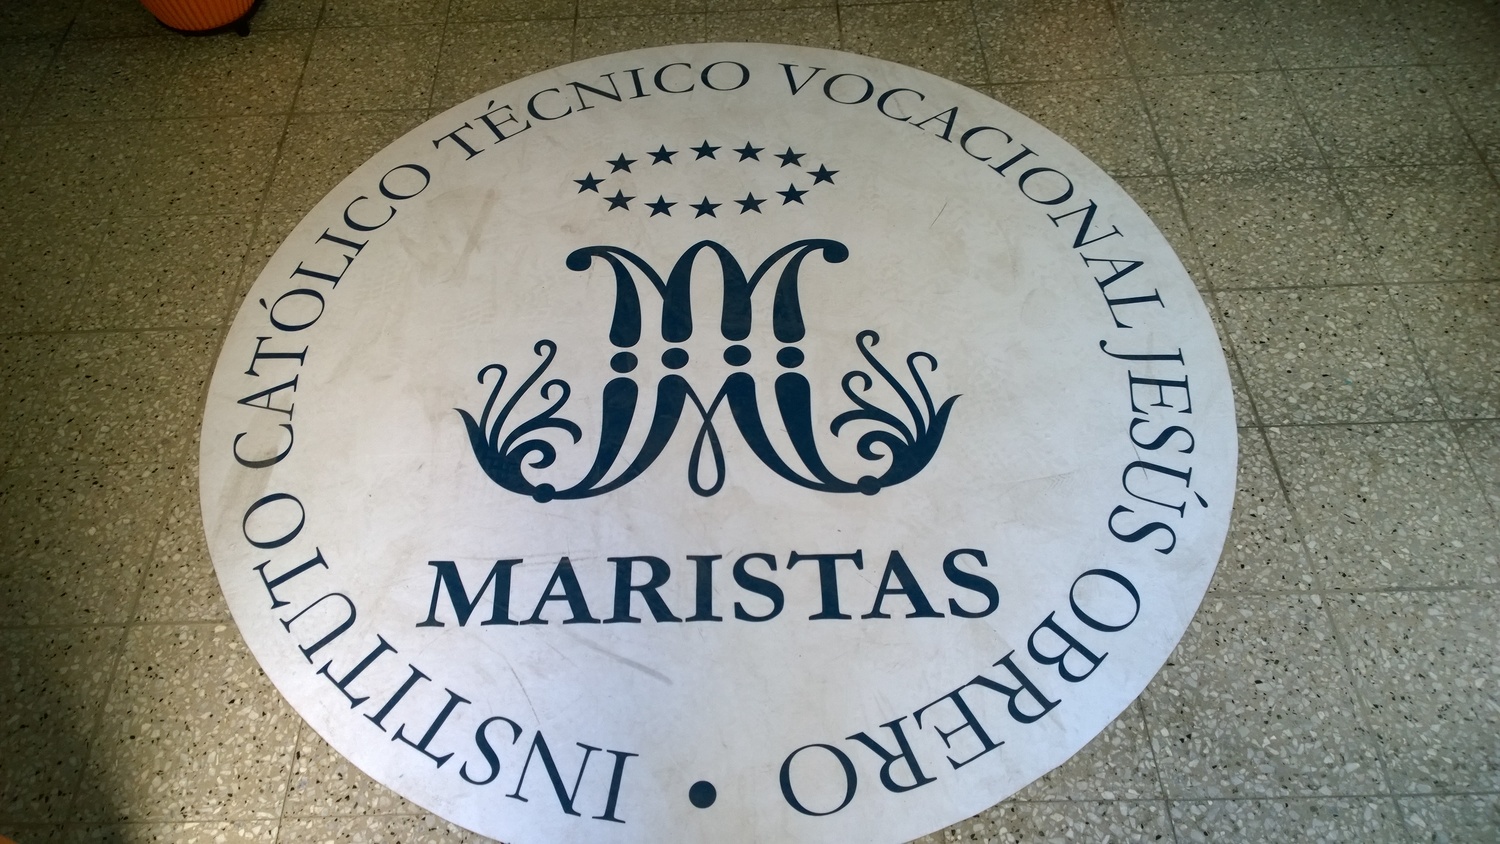 INSTITUTO CATÓLICO TÉCNICO VOCACIONAL JESÚS OBRERO •
MARISTAS